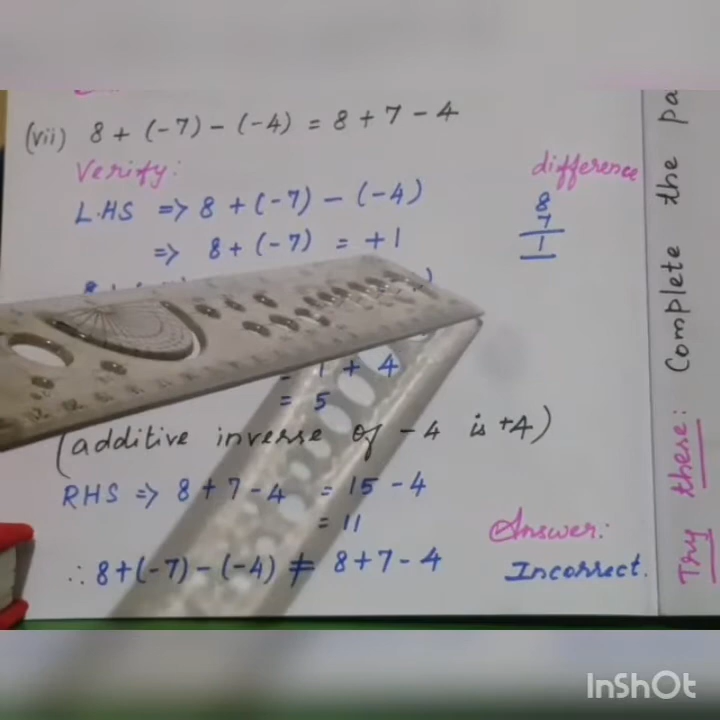 (vii) 8 + (-7) - (-4) = 8 + 7 - 4
Verify:
difference
L.HS => 8 + (-7) - (-4)
8
7
1
=> 8 + (-7) = +1
= 1 + 4
= 5
(additive inverse of -4 is +4)
RHS => 8 + 7 - 4 = 15 - 4
= 11
Answer:
∴ 8 + (-7) - (-4) ≠ 8 + 7 - 4
Incorrect.
Try these: Complete the pa
InShOt